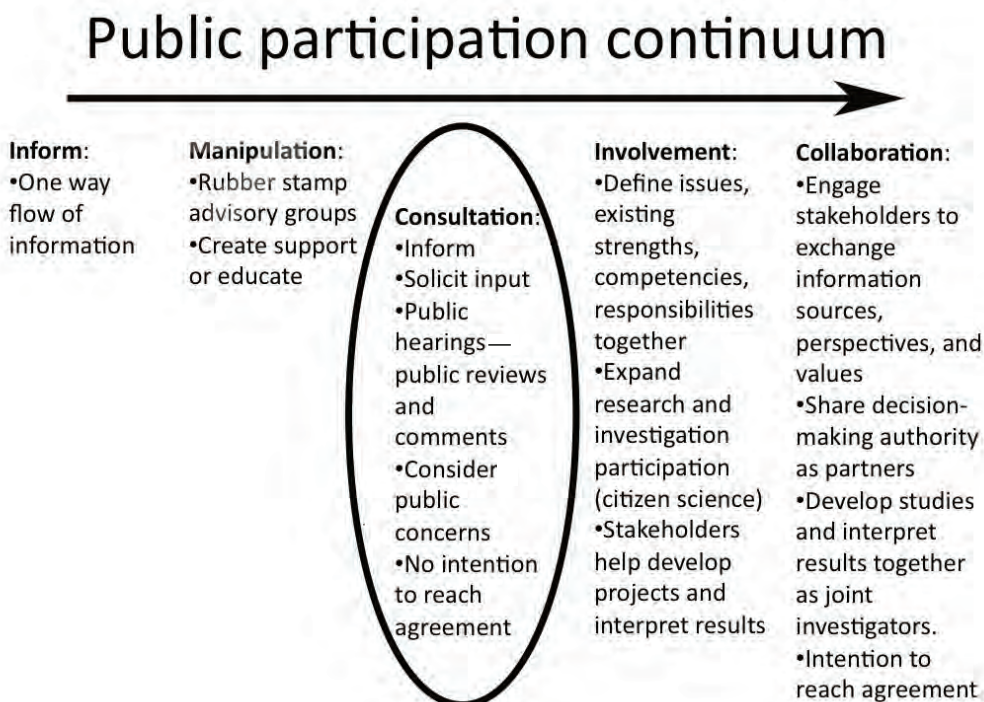 Public participation continuum
Inform:
•One way
flow of
information
Manipulation:
•Rubber stamp
advisory groups
•Create support
or educate
Consultation:
•Inform
•Solicit input
•Public
hearings—
public reviews
and
comments
•Consider
public
concerns
•No intention
to reach
agreement
Involvement:
•Define issues,
existing
strengths,
competencies,
responsibilities
together
•Expand
research and
investigation
participation
(citizen science)
•Stakeholders
help develop
projects and
interpret results
Collaboration:
•Engage
stakeholders to
exchange
information
sources,
perspectives, and
values
•Share decision-
making authority
as partners
•Develop studies
and interpret
results together
as joint
investigators.
•Intention to
reach agreement